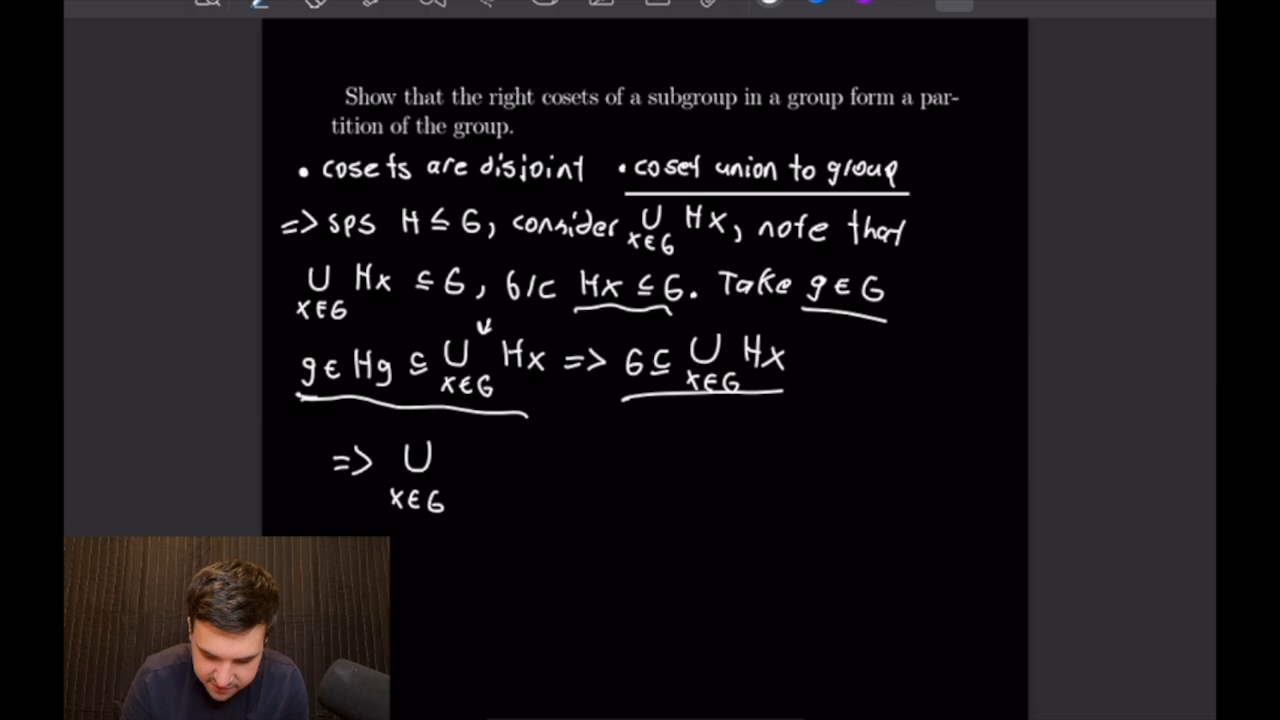 Show that the right cosets of a subgroup in a group form a par-
tition of the group.
• cosets are disjoint • coset union to group
=> sps H ≤ G, consider ∪ Hx, note that
x∈G
∪ Hx ⊆ G, b/c Hx ⊆ G. Take g ∈ G
x∈G
g ∈ Hg ⊆ ∪ Hx => G ⊆ ∪ Hx
x∈G x∈G
=> ∪
x∈G